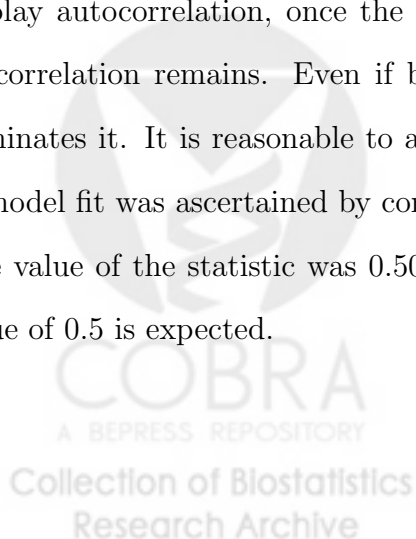 play autocorrelation, once the
correlation remains. Even if b
ninates it. It is reasonable to a
nodel fit was ascertained by con
e value of the statistic was 0.50
ue of 0.5 is expected.
COBRA
A BEPRESS REPOSITORY
Collection of Biostatistics
Research Archive